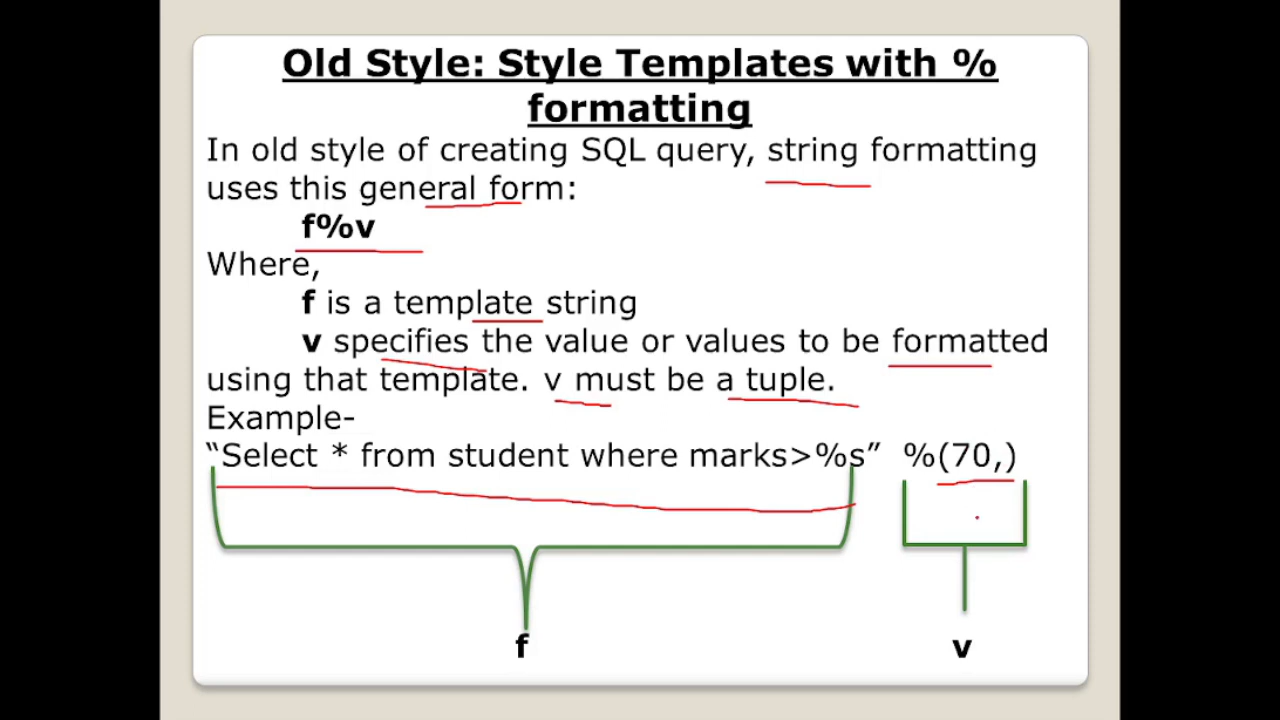 Old Style: Style Templates with %
formatting
In old style of creating SQL query, string formatting
uses this general form:
f%v
Where,
f is a template string
v specifies the value or values to be formatted
using that template. v must be a tuple.
Example-
“Select * from student where marks>%s” %(70,)
f
v